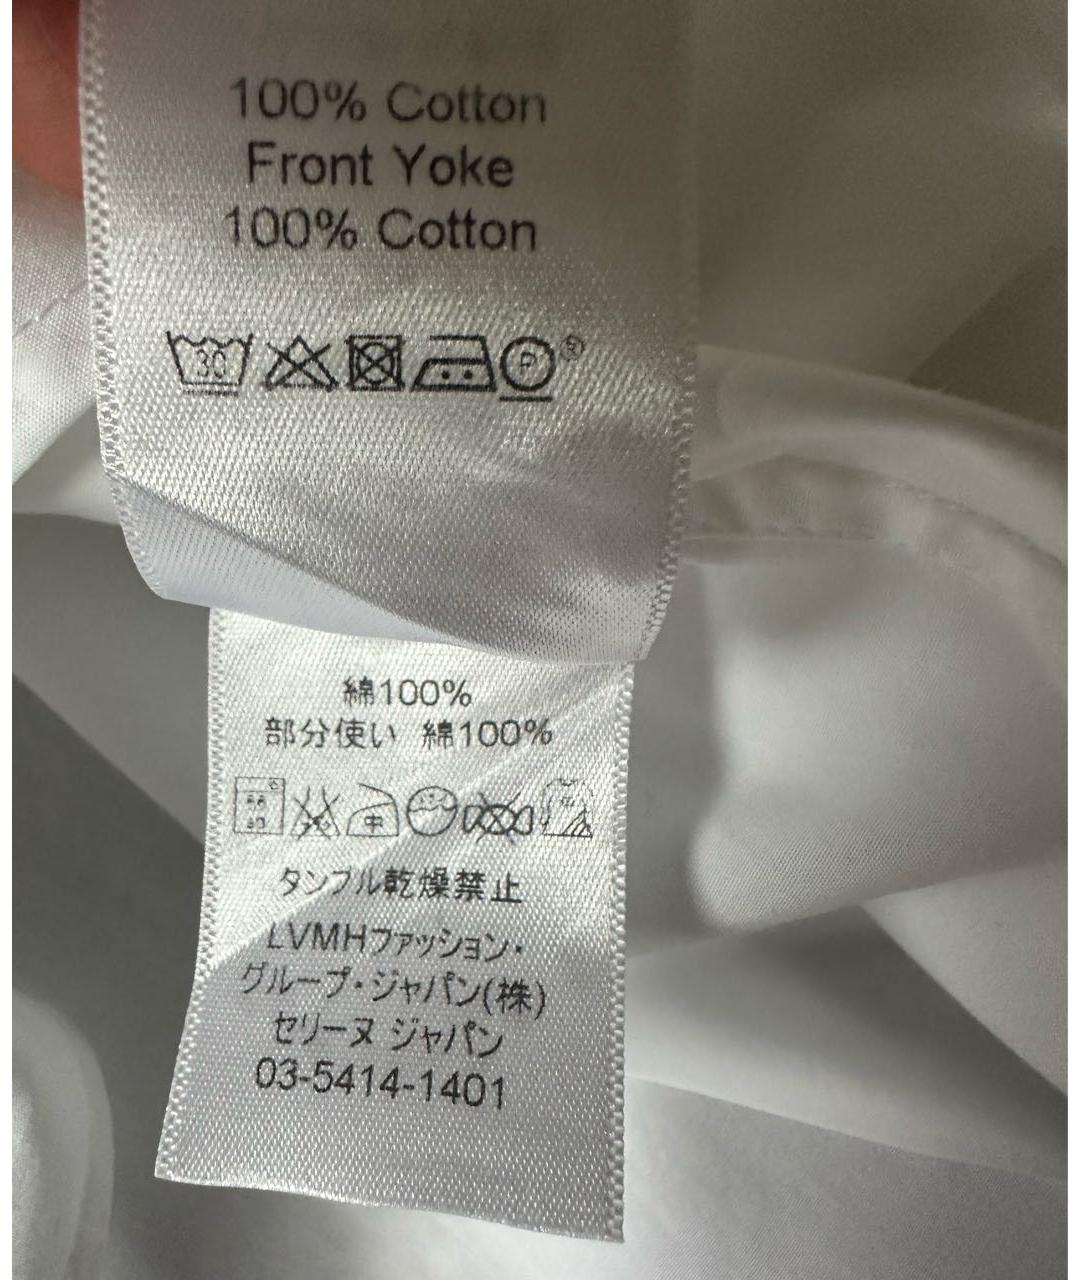 100% Cotton
Front Yoke
100% Cotton
30 P ®
綿100%
部分使い 綿100%
中
タンブル乾燥禁止
LVMHファッション・
グループ・ジャパン(株)
セリーヌ ジャパン
03-5414-1401